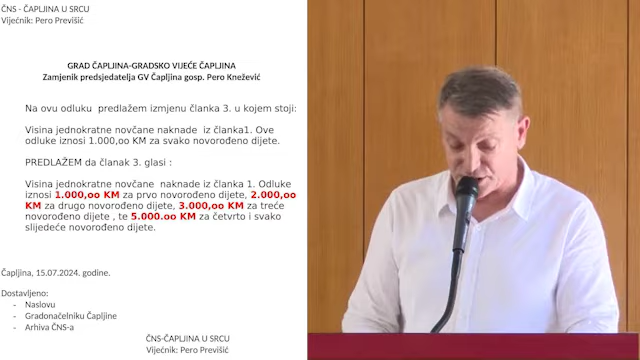 ČNS - ČAPLJINA U SRCU
Vijećnik: Pero Previšić
GRAD ČAPLJINA-GRADSKO VIJEĆE ČAPLJINA
Zamjenik predsjedatelja GV Čapljina gosp. Pero Knežević
Na ovu odluku predlažem izmjenu članka 3. u kojem stoji:
Visina jednokratne novčane naknade iz članka1. Ove
odluke iznosi 1.000,oo KM za svako novorođeno dijete.
PREDLAŽEM da članak 3. glasi :
Visina jednokratne novčane naknade iz članka 1. Odluke
iznosi 1.000,oo KM za prvo novorođeno dijete, 2.000,oo
KM za drugo novorođeno dijete, 3.000,oo KM za treće
novorođeno dijete , te 5.000.oo KM za četvrto i svako
slijedeće novorođeno dijete.
Čapljina, 15.07.2024. godine.
Dostavljeno:
- Naslovu
- Gradonačelniku Čapljine
- Arhiva ČNS-a
ČNS-ČAPLJINA U SRCU
Vijećnik: Pero Previšić